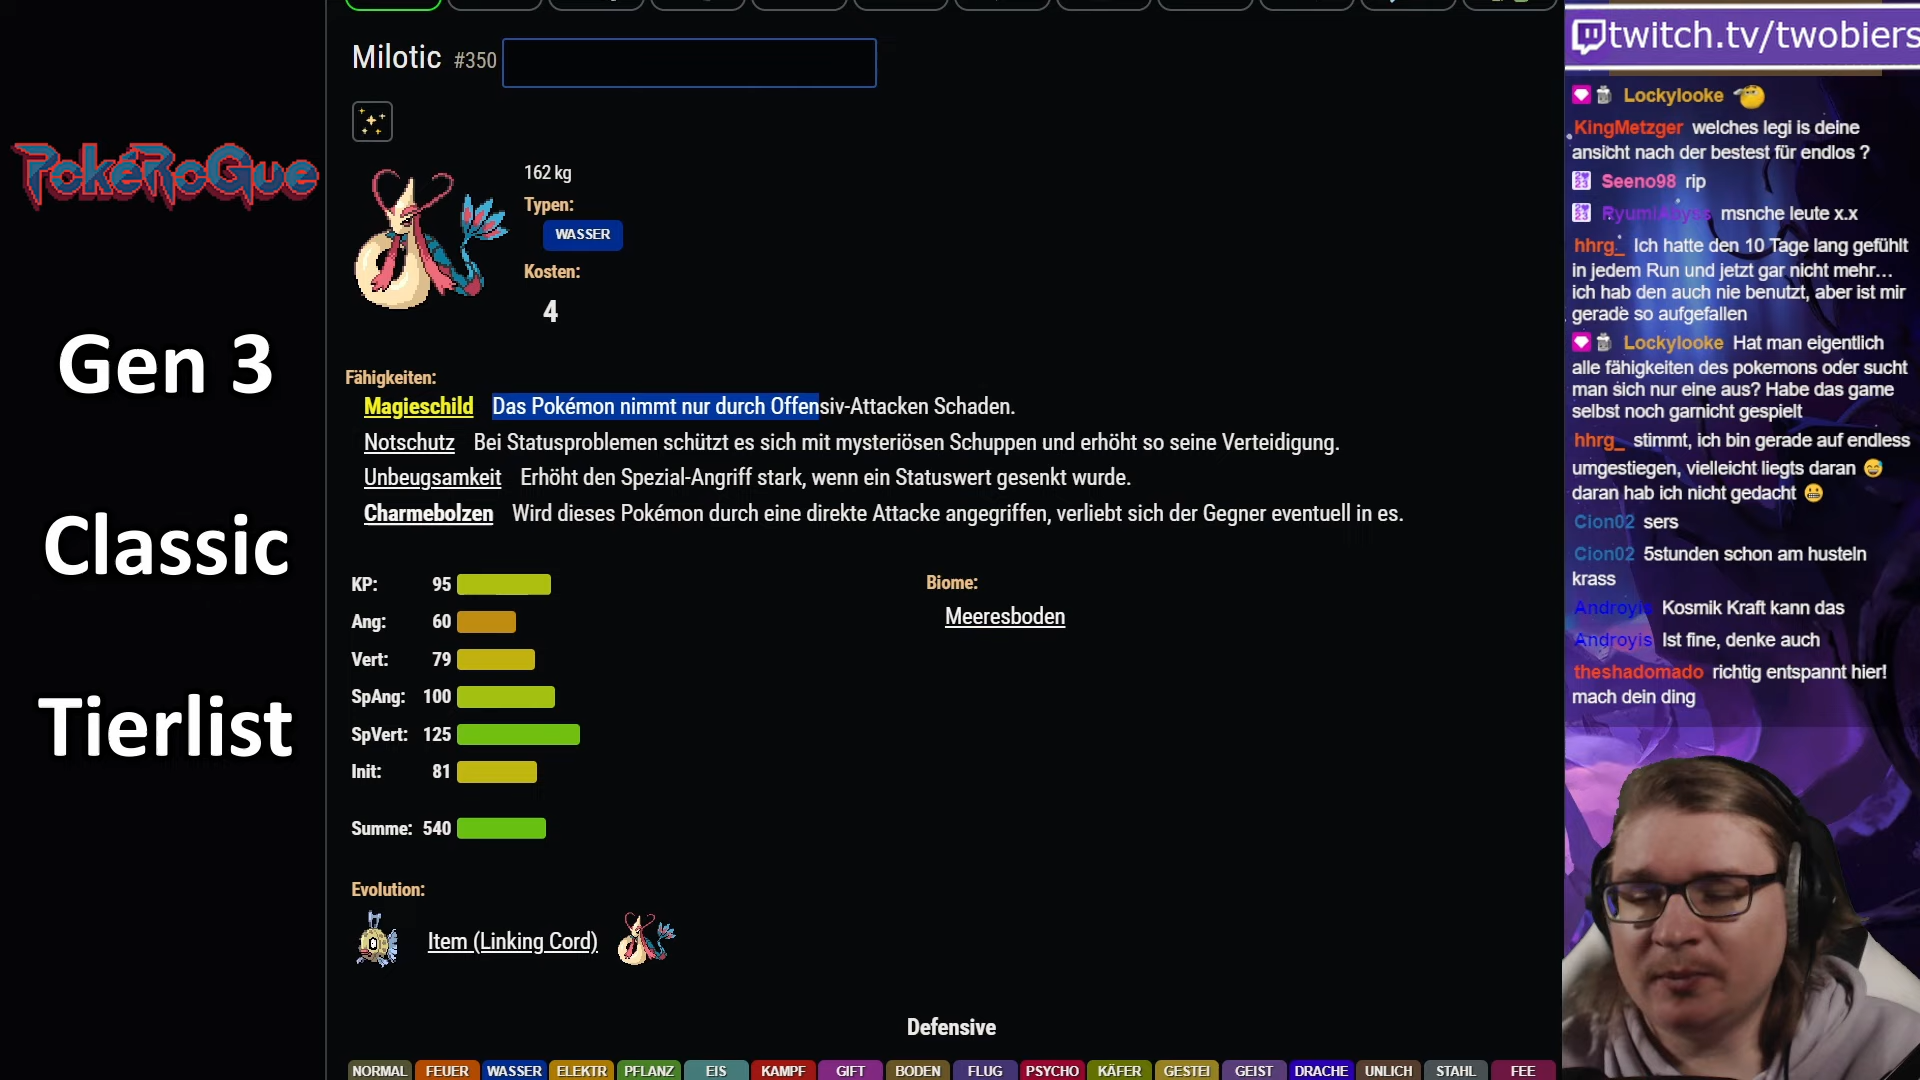 PokéRoGue
Gen 3
Classic
Tierlist
Milotic #350
162 kg
Typen:
WASSER
Kosten:
4
Fähigkeiten:
Magieschild Das Pokémon nimmt nur durch Offensiv-Attacken Schaden.
Notschutz Bei Statusproblemen schützt es sich mit mysteriösen Schuppen und erhöht so seine Verteidigung.
Unbeugsamkeit Erhöht den Spezial-Angriff stark, wenn ein Statuswert gesenkt wurde.
Charmebolzen Wird dieses Pokémon durch eine direkte Attacke angegriffen, verliebt sich der Gegner eventuell in es.
KP: 95
Ang: 60
Vert: 79
SpAng: 100
SpVert: 125
Init: 81
Summe: 540
Biome:
Meeresboden
Evolution:
Item (Linking Cord)
Defensive
NORMAL FEUER WASSER ELEKTR PFLANZ EIS KAMPF GIFT BODEN FLUG PSYCHO KÄFER GESTEI GEIST DRACHE UNLICH STAHL FEE
twitch.tv/twobiers
Lockylooke
KingMetzger welches legi is deine
ansicht nach der bestest für endlos ?
Seeno98 rip
RyumiAbyss msnche leute x.x
hhrg_ Ich hatte den 10 Tage lang gefühlt
in jedem Run und jetzt gar nicht mehr...
ich hab den auch nie benutzt, aber ist mir
gerade so aufgefallen
Lockylooke Hat man eigentlich
alle fähigkeiten des pokemons oder sucht
man sich nur eine aus? Habe das game
selbst noch garnicht gespielt
hhrg_ stimmt, ich bin gerade auf endless
umgestiegen, vielleicht liegts daran
daran hab ich nicht gedacht
Cion02 sers
Cion02 5stunden schon am husteln
krass
Androyis Kosmik Kraft kann das
Androyis Ist fine, denke auch
theshadomado richtig entspannt hier!
mach dein ding